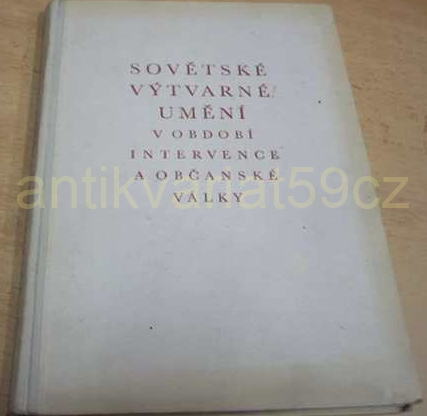 SOVĚTSKÉ
VÝTVARNÉ
UMĚNÍ
V OBDOBÍ
INTERVENCE
A OBČANSKÉ
VÁLKY
antikvariat59cz